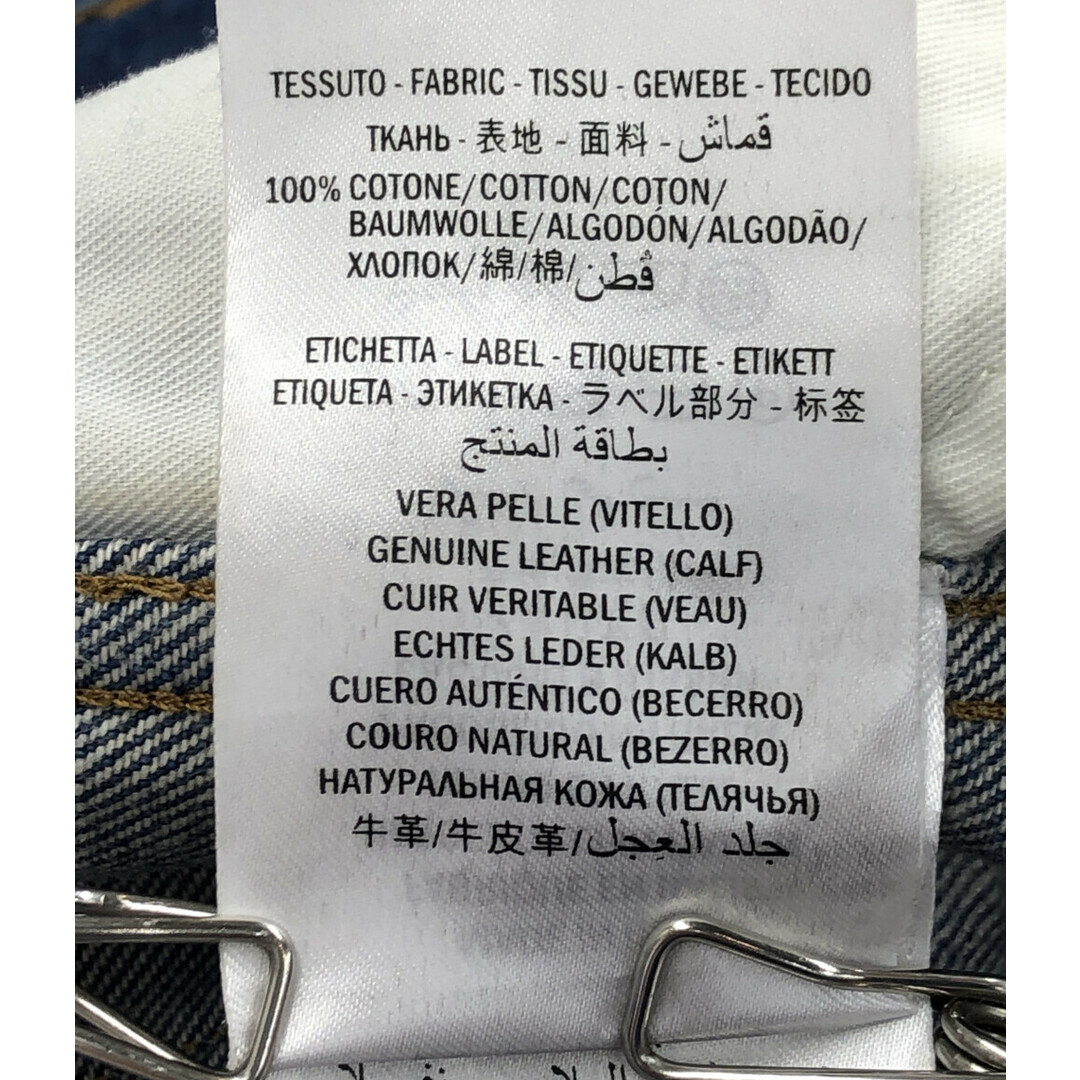 TESSUTO - FABRIC - TISSU - GEWEBE - TECIDO
ТКАНЬ - 表地 - 面料 - قماش
100% COTONE/COTTON/COTON/
BAUMWOLLE/ALGODÓN/ALGODÃO/
ХЛОПОК/綿/棉/قُطن
ETICHETTA - LABEL - ETIQUETTE - ETIKETT
ETIQUETA - ЭТИКЕТКА - ラベル部分 - 标签
بطاقة المنتج
VERA PELLE (VITELLO)
GENUINE LEATHER (CALF)
CUIR VERITABLE (VEAU)
ECHTES LEDER (KALB)
CUERO AUTÉNTICO (BECERRO)
COURO NATURAL (BEZERRO)
НАТУРАЛЬНАЯ КОЖА (ТЕЛЯЧЬЯ)
牛革/牛皮革/جلد العِجل